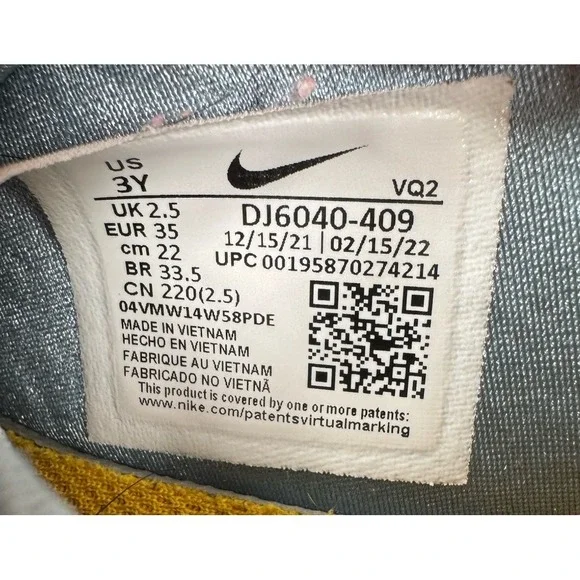 US
3Y
VQ2
UK 2.5
DJ6040-409
EUR 35
12/15/21 | 02/15/22
cm 22
UPC 00195870274214
BR 33.5
CN 220(2.5)
04VMW14W58PDE
MADE IN VIETNAM
HECHO EN VIETNAM
FABRIQUE AU VIETNAM
FABRICADO NO VIETNÃ
This product is covered by one or more patents:
www.nike.com/patentsvirtualmarking